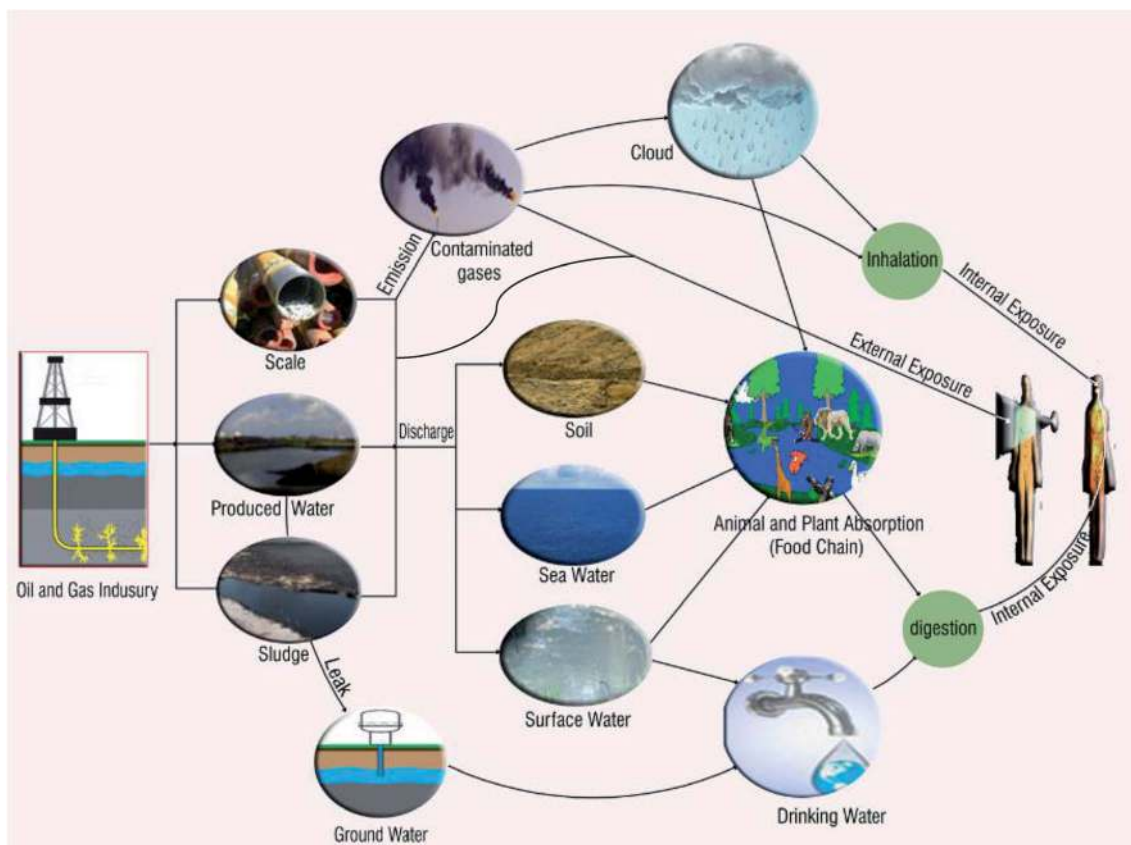 Cloud
Contaminated
gases
Emission
Inhalation
Internal Exposure
External Exposure
Scale
Soil
Discharge
Produced Water
Animal and Plant Absorption
(Food Chain)
Oil and Gas Indusury
Sea Water
Internal Exposure
digestion
Sludge
Leak
Surface Water
Drinking Water
Ground Water